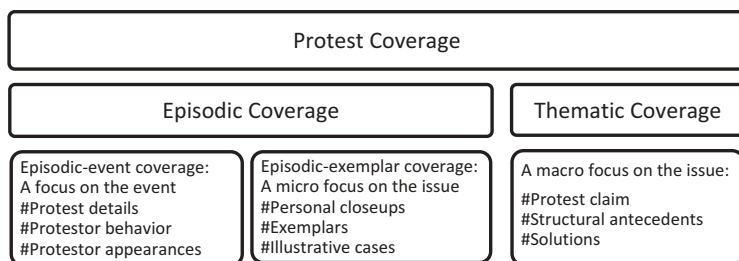 Protest Coverage
Episodic Coverage
Thematic Coverage
Episodic-event coverage:
A focus on the event
#Protest details
#Protestor behavior
#Protestor appearances
Episodic-exemplar coverage:
A micro focus on the issue
#Personal closeups
#Exemplars
#Illustrative cases
A macro focus on the issue:
#Protest claim
#Structural antecedents
#Solutions